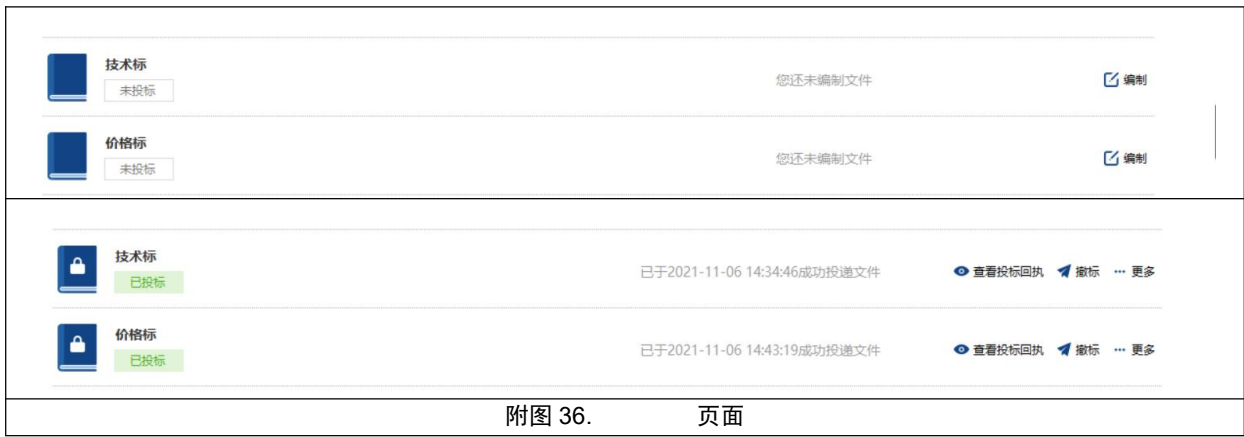 技术标
未投标
您还未编制文件
编制
价格标
未投标
您还未编制文件
编制
技术标
已投标
已于2021-11-06 14:34:46成功投递文件
查看投标回执 撤标 ··· 更多
价格标
已投标
已于2021-11-06 14:43:19成功投递文件
查看投标回执 撤标 ··· 更多
附图 36. 页面